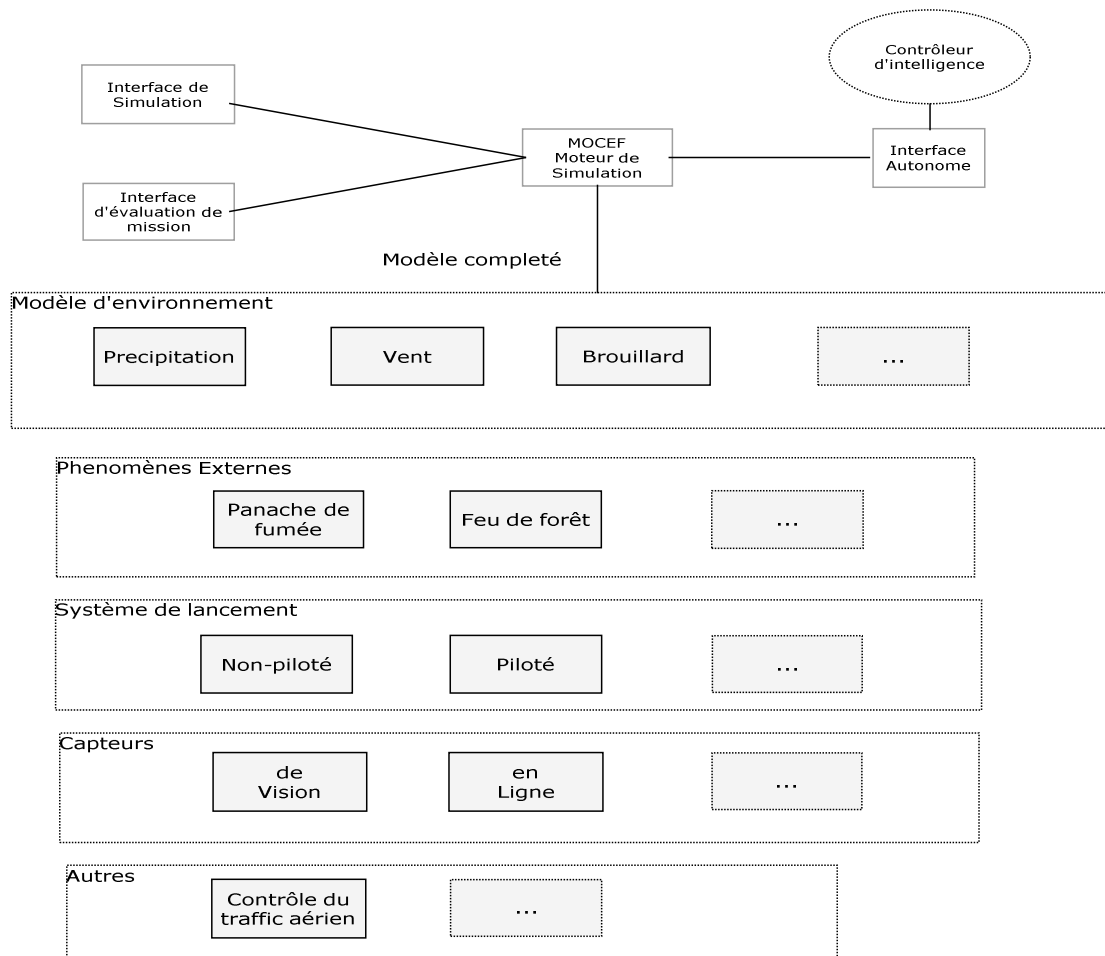 Contrôleur
d'intelligence
Interface de
Simulation
MOCEF
Moteur de
Simulation
Interface
Autonome
Interface
d'évaluation de
mission
Modèle completé
Modèle d'environnement
Precipitation
Vent
Brouillard
...
Phenomènes Externes
Panache de
fumée
Feu de forêt
...
Système de lancement
Non-piloté
Piloté
...
Capteurs
de
Vision
en
Ligne
...
Autres
Contrôle du
traffic aérien
...